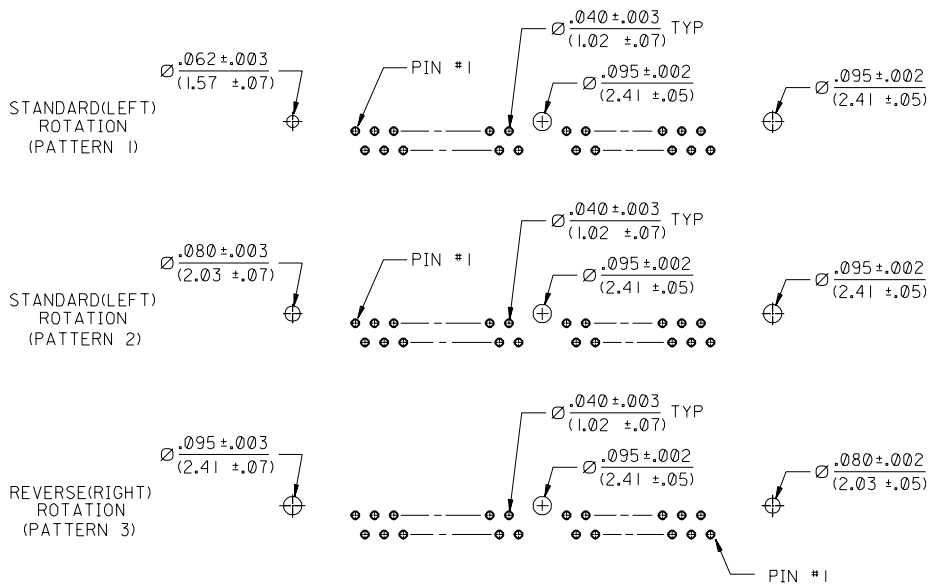 STANDARD(LEFT)
ROTATION
(PATTERN 1)
Ø .062±.003
(1.57 ±.07)
PIN #1
Ø .040±.003 TYP
(1.02 ±.07)
Ø .095±.002
(2.41 ±.05)
Ø .095±.002
(2.41 ±.05)
STANDARD(LEFT)
ROTATION
(PATTERN 2)
Ø .080±.003
(2.03 ±.07)
PIN #1
Ø .040±.003 TYP
(1.02 ±.07)
Ø .095±.002
(2.41 ±.05)
Ø .095±.002
(2.41 ±.05)
REVERSE(RIGHT)
ROTATION
(PATTERN 3)
Ø .095±.003
(2.41 ±.07)
Ø .040±.003 TYP
(1.02 ±.07)
Ø .095±.002
(2.41 ±.05)
Ø .080±.002
(2.03 ±.05)
PIN #1